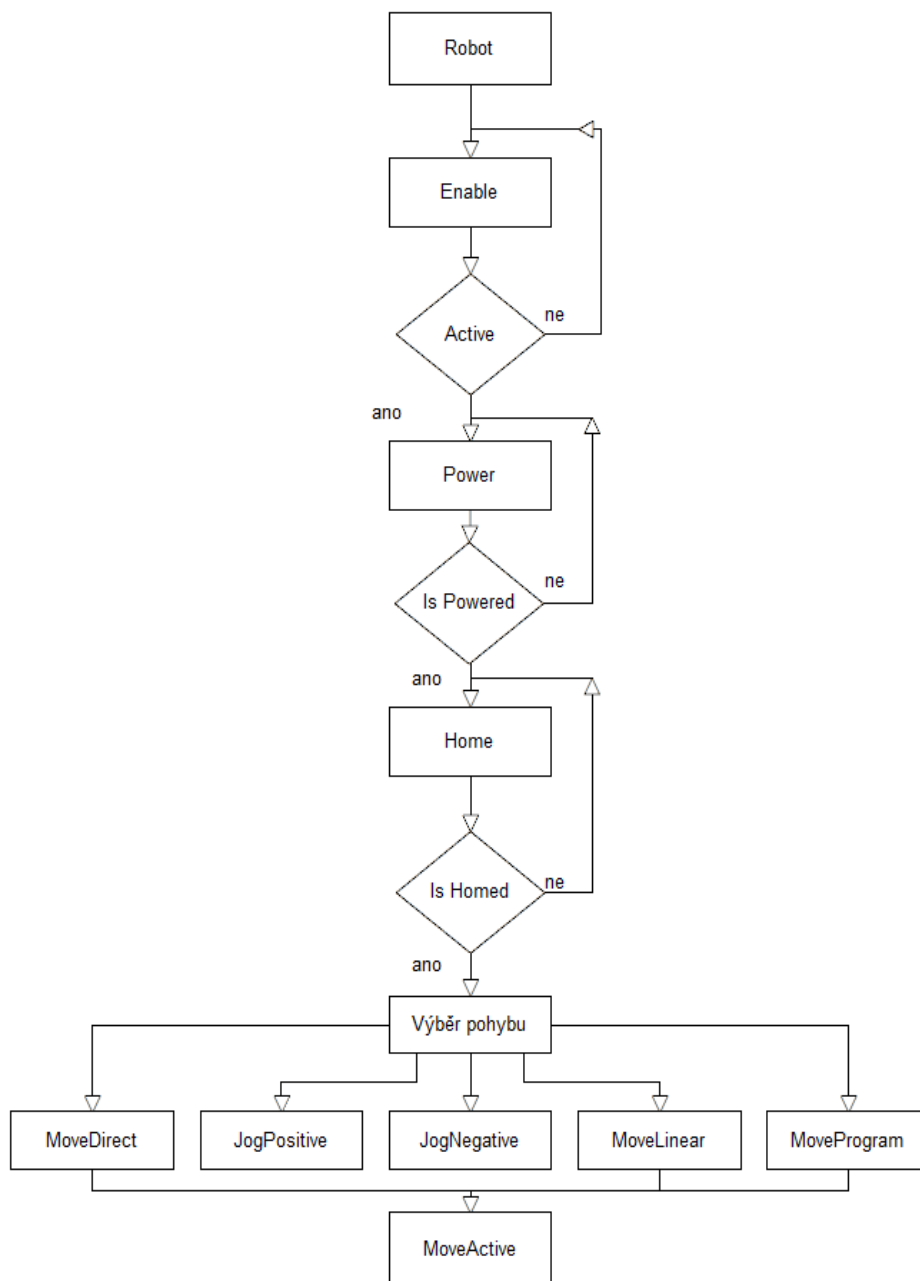 Robot
Enable
ne
Active
ano
Power
ne
Is Powered
ano
Home
ne
Is Homed
ano
Výběr pohybu
MoveDirect
JogPositive
JogNegative
MoveLinear
MoveProgram
MoveActive